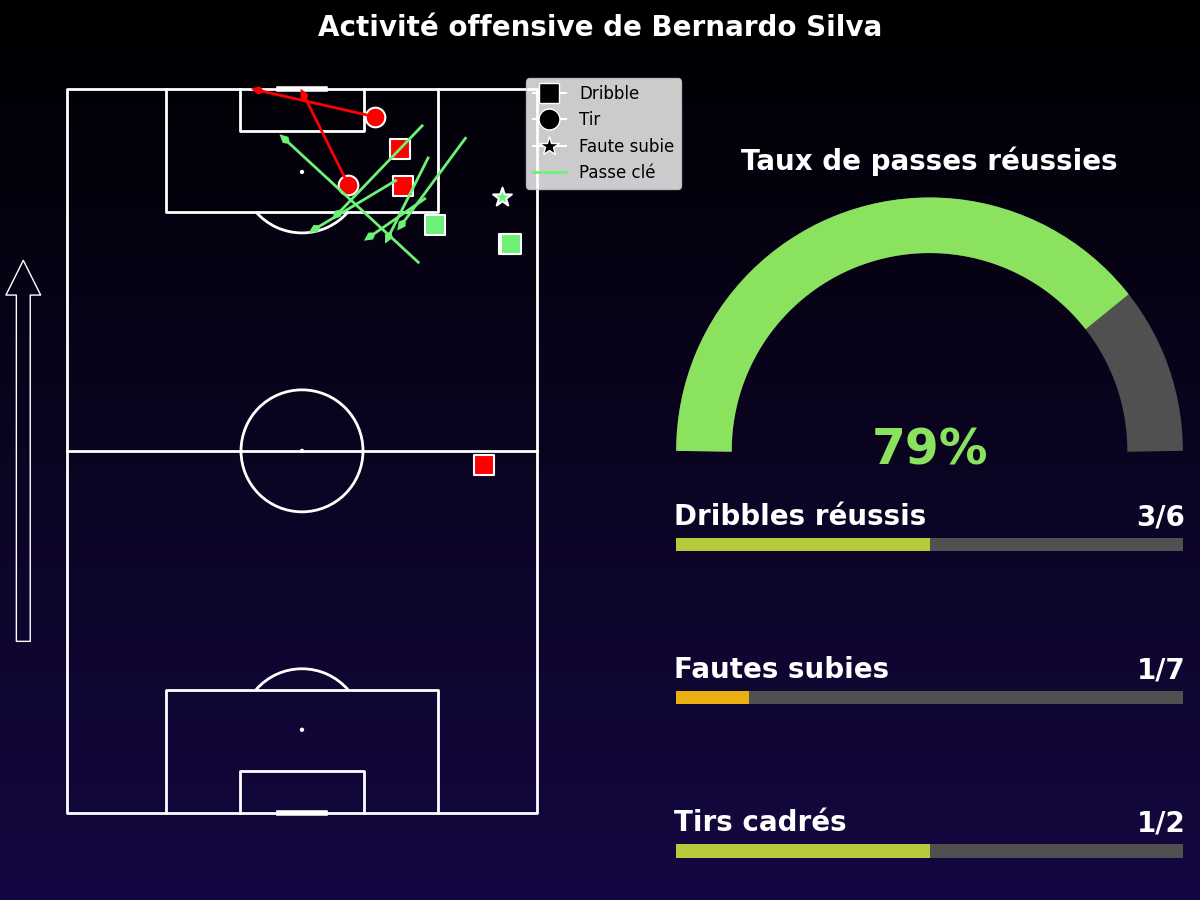 Activité offensive de Bernardo Silva
Dribble
Tir
Faute subie
Passe clé
Taux de passes réussies
79%
Dribbles réussis 3/6
Fautes subies 1/7
Tirs cadrés 1/2